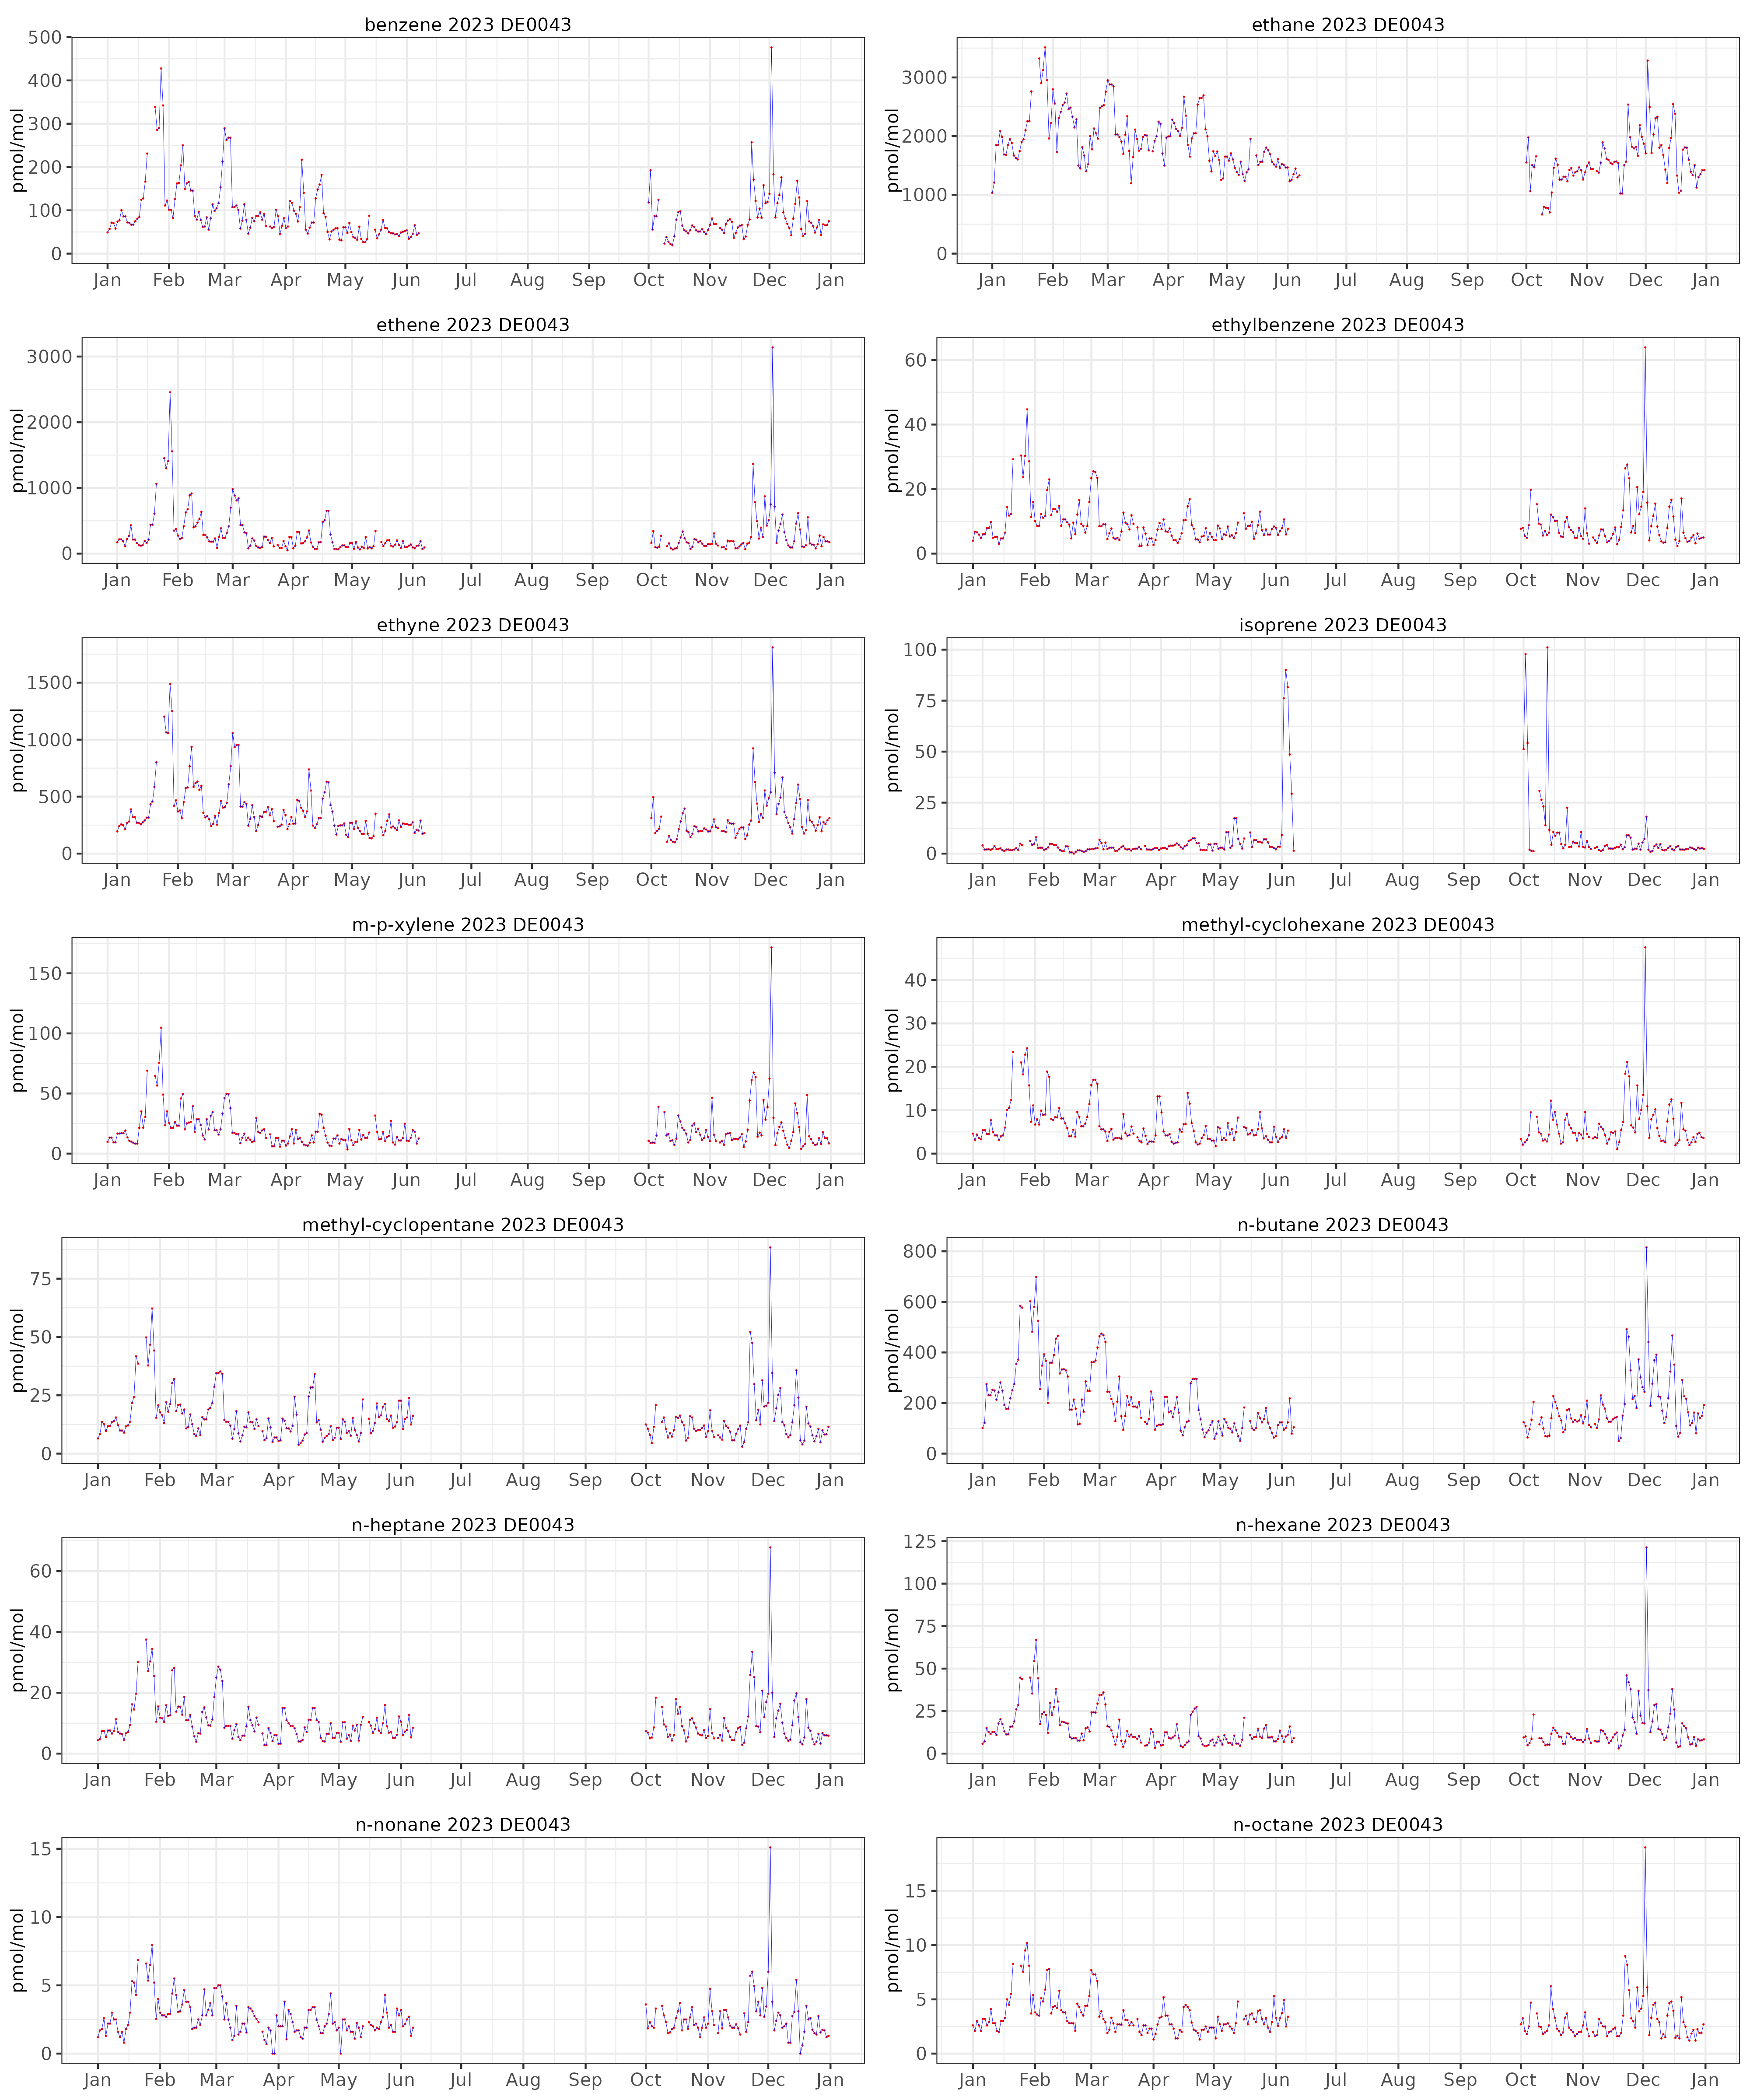 benzene 2023 DE0043
pmol/mol
500
400
300
200
100
0
Jan Feb Mar Apr May Jun Jul Aug Sep Oct Nov Dec Jan
ethane 2023 DE0043
pmol/mol
3000
2000
1000
0
Jan Feb Mar Apr May Jun Jul Aug Sep Oct Nov Dec Jan
ethene 2023 DE0043
pmol/mol
3000
2000
1000
0
Jan Feb Mar Apr May Jun Jul Aug Sep Oct Nov Dec Jan
ethylbenzene 2023 DE0043
pmol/mol
60
40
20
0
Jan Feb Mar Apr May Jun Jul Aug Sep Oct Nov Dec Jan
ethyne 2023 DE0043
pmol/mol
1500
1000
500
0
Jan Feb Mar Apr May Jun Jul Aug Sep Oct Nov Dec Jan
isoprene 2023 DE0043
pmol/mol
100
75
50
25
0
Jan Feb Mar Apr May Jun Jul Aug Sep Oct Nov Dec Jan
m-p-xylene 2023 DE0043
pmol/mol
150
100
50
0
Jan Feb Mar Apr May Jun Jul Aug Sep Oct Nov Dec Jan
methyl-cyclohexane 2023 DE0043
pmol/mol
40
30
20
10
0
Jan Feb Mar Apr May Jun Jul Aug Sep Oct Nov Dec Jan
methyl-cyclopentane 2023 DE0043
pmol/mol
75
50
25
0
Jan Feb Mar Apr May Jun Jul Aug Sep Oct Nov Dec Jan
n-butane 2023 DE0043
pmol/mol
800
600
400
200
0
Jan Feb Mar Apr May Jun Jul Aug Sep Oct Nov Dec Jan
n-heptane 2023 DE0043
pmol/mol
60
40
20
0
Jan Feb Mar Apr May Jun Jul Aug Sep Oct Nov Dec Jan
n-hexane 2023 DE0043
pmol/mol
125
100
75
50
25
0
Jan Feb Mar Apr May Jun Jul Aug Sep Oct Nov Dec Jan
n-nonane 2023 DE0043
pmol/mol
15
10
5
0
Jan Feb Mar Apr May Jun Jul Aug Sep Oct Nov Dec Jan
n-octane 2023 DE0043
pmol/mol
15
10
5
0
Jan Feb Mar Apr May Jun Jul Aug Sep Oct Nov Dec Jan